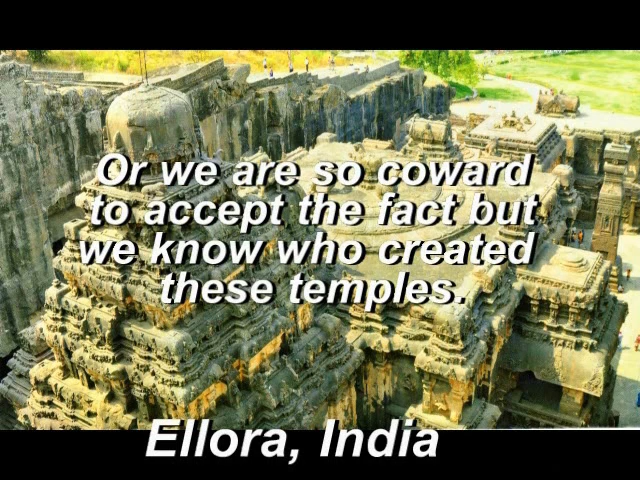 Or we are so coward
to accept the fact but
we know who created
these temples.
Ellora, India